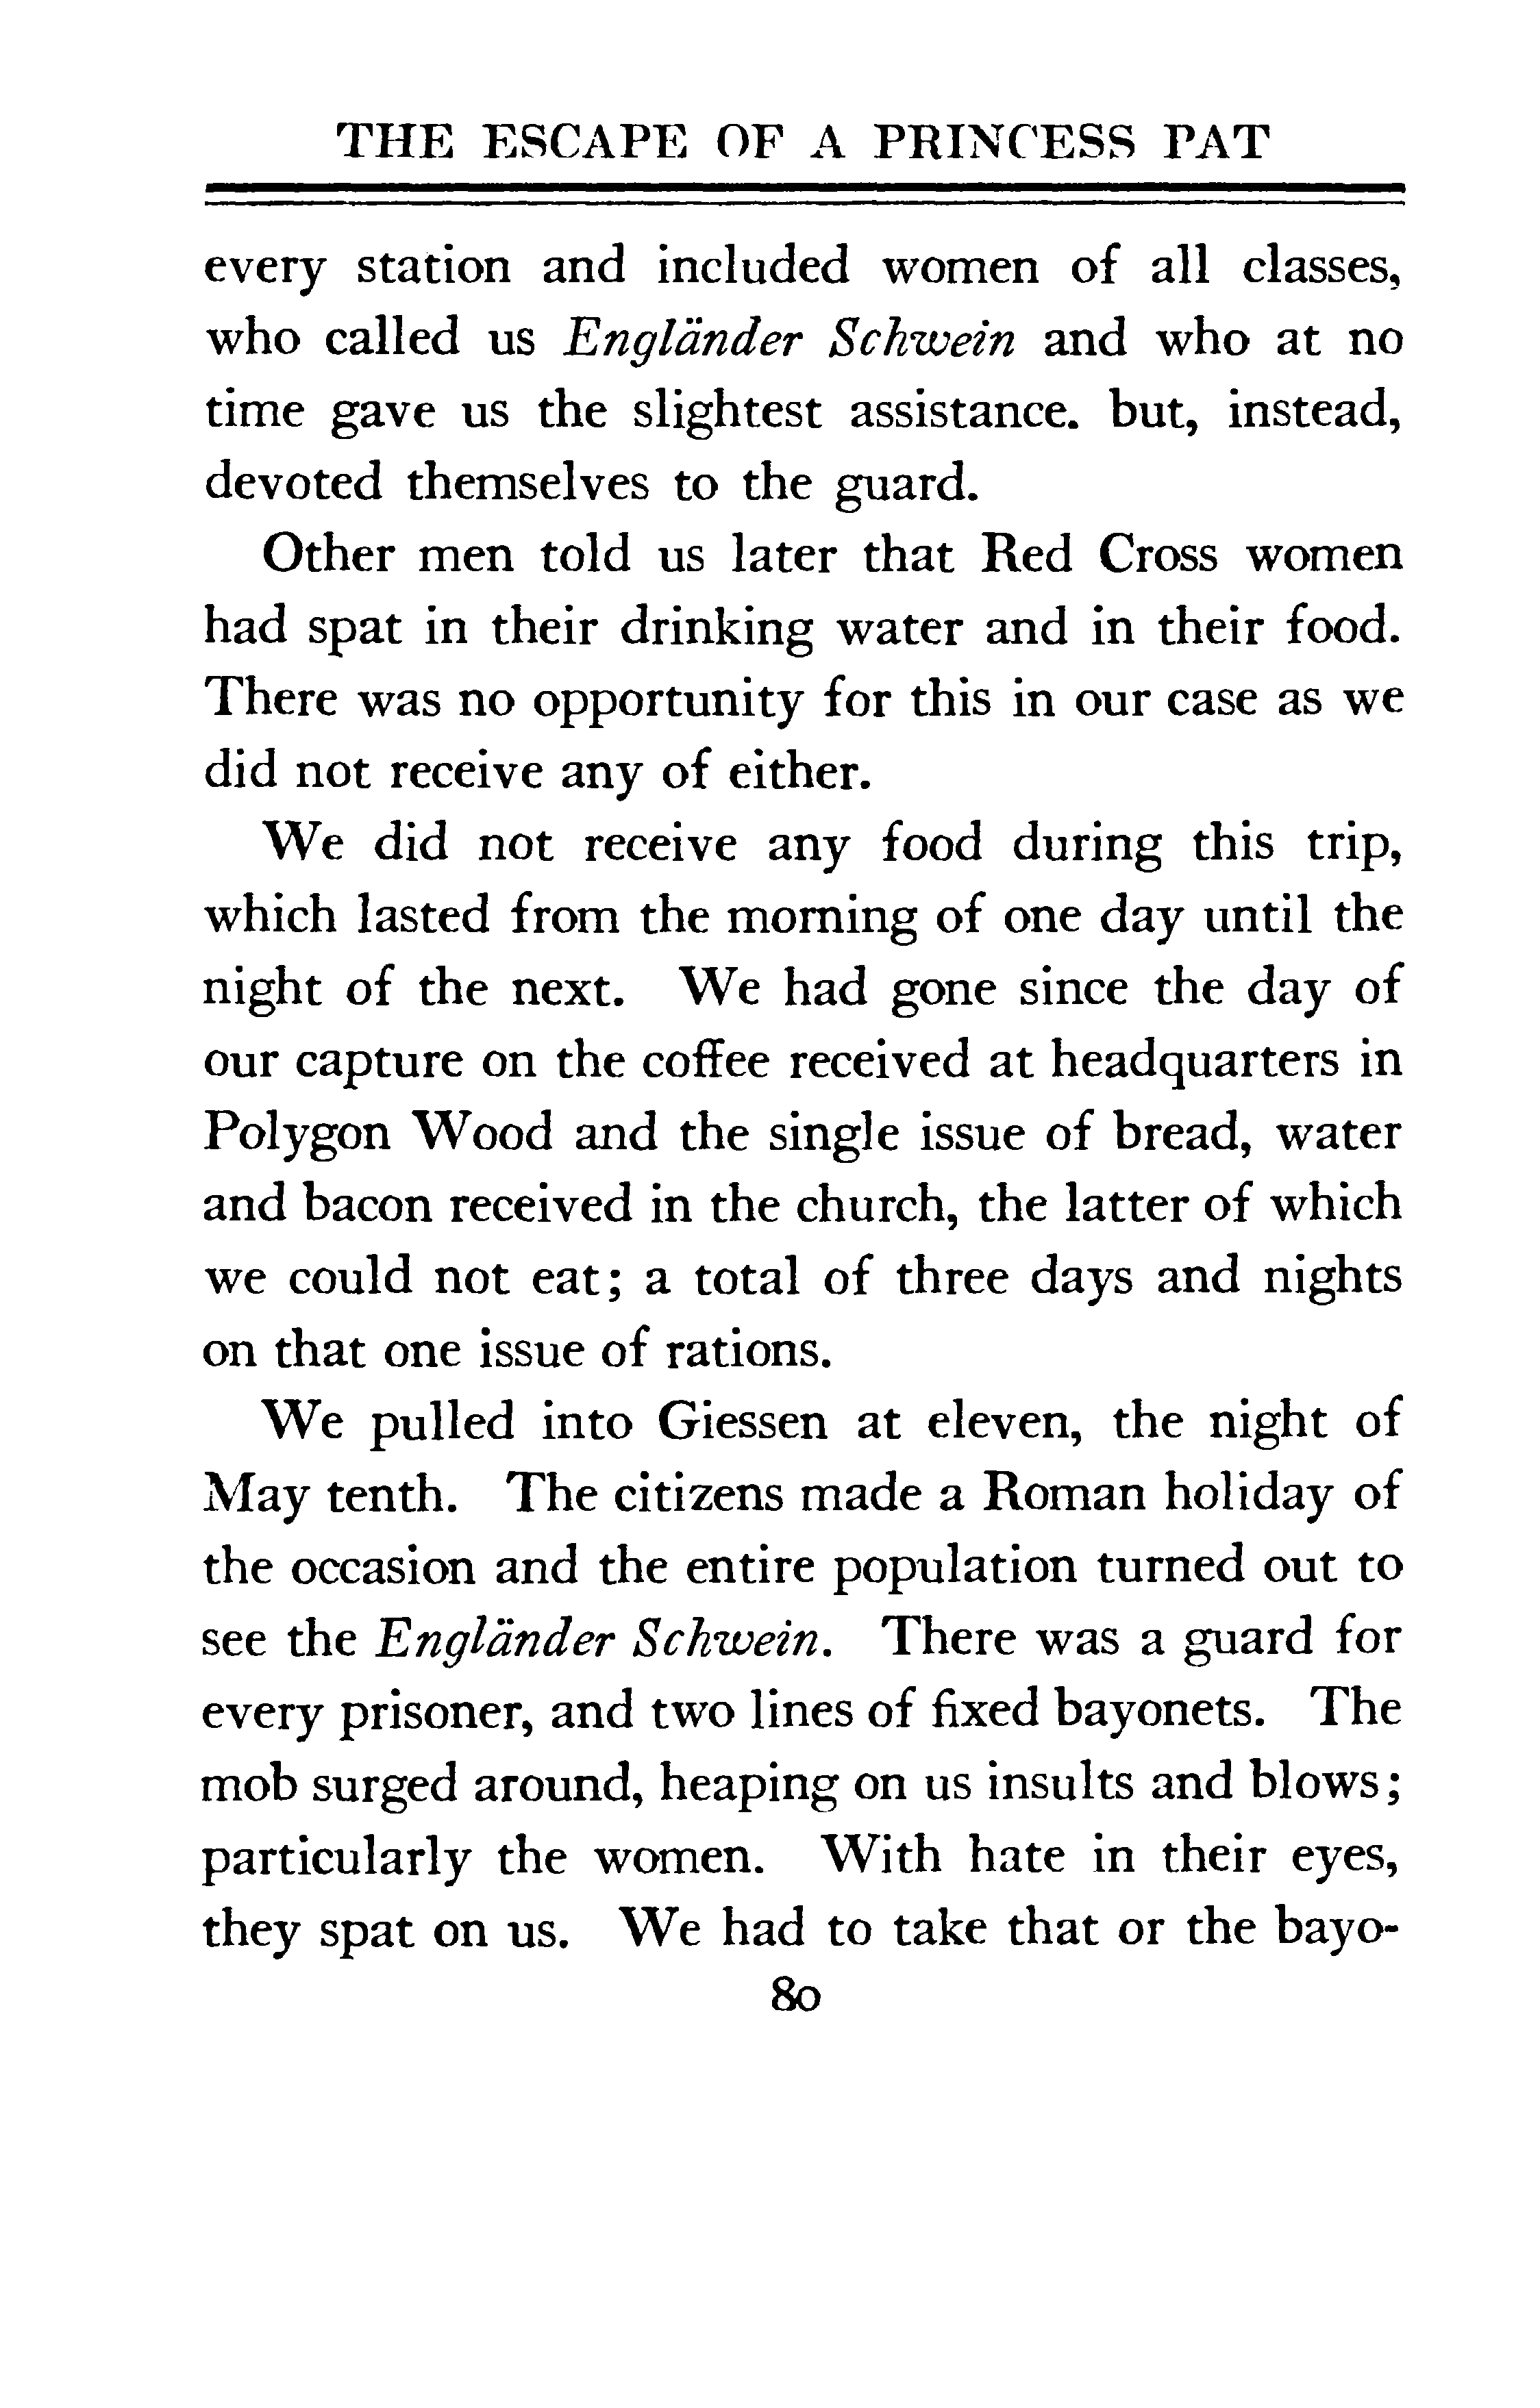 THE ESCAPE OF A PRINCESS PAT
every station and included women of all classes,
who called us Engländer Schwein and who at no
time gave us the slightest assistance. but, instead,
devoted themselves to the guard.
Other men told us later that Red Cross women
had spat in their drinking water and in their food.
There was no opportunity for this in our case as we
did not receive any of either.
We did not receive any food during this trip,
which lasted from the morning of one day until the
night of the next. We had gone since the day of
our capture on the coffee received at headquarters in
Polygon Wood and the single issue of bread, water
and bacon received in the church, the latter of which
we could not eat; a total of three days and nights
on that one issue of rations.
We pulled into Giessen at eleven, the night of
May tenth. The citizens made a Roman holiday of
the occasion and the entire population turned out to
see the Engländer Schwein. There was a guard for
every prisoner, and two lines of fixed bayonets. The
mob surged around, heaping on us insults and blows;
particularly the women. With hate in their eyes,
they spat on us. We had to take that or the bayo-
80